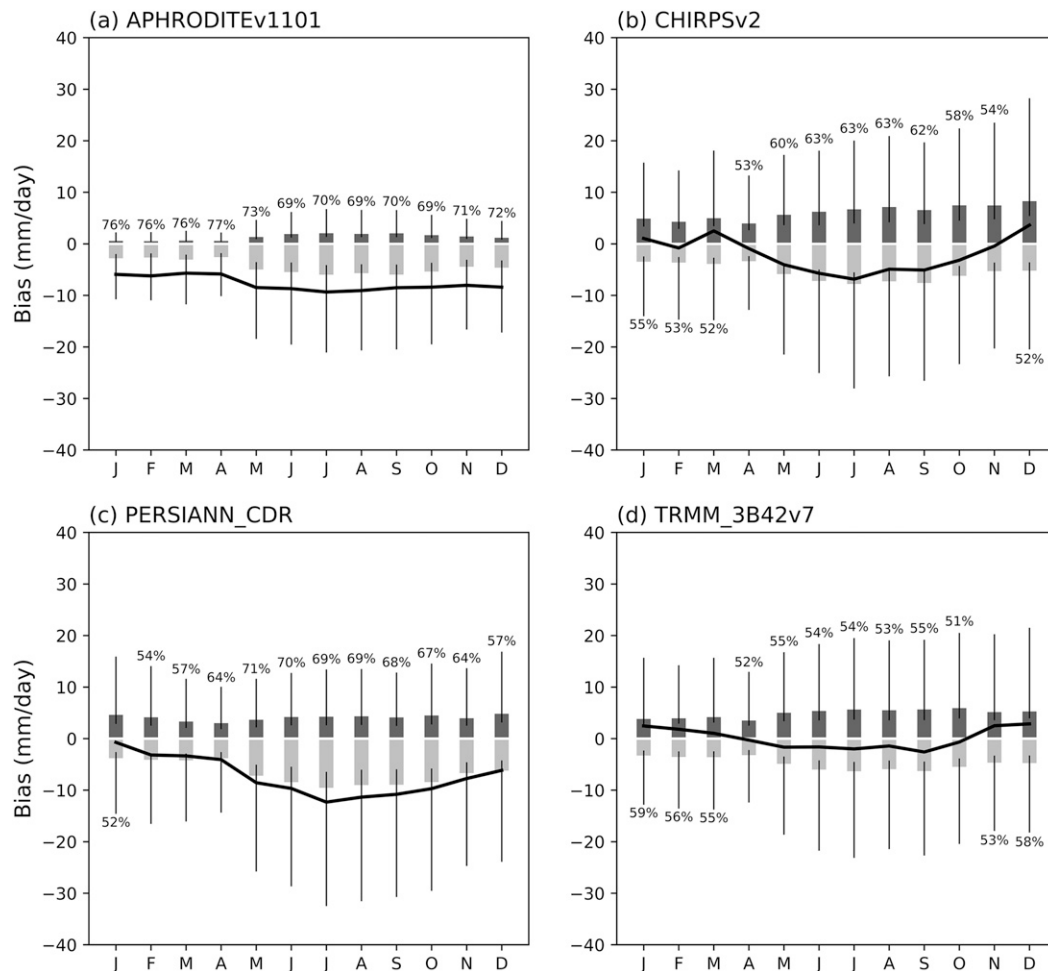 (a) APHRODITEv1101
(b) CHIRPSv2
Bias (mm/day)
40
30
20
10
0
−10
−20
−30
−40
76% 76% 76% 77% 73% 69% 70% 69% 70% 69% 71% 72%
J F M A M J J A S O N D
40
30
20
10
0
−10
−20
−30
−40
53% 60% 63% 63% 63% 62% 58% 54%
55% 53% 52% 52%
J F M A M J J A S O N D
(c) PERSIANN_CDR
(d) TRMM_3B42v7
Bias (mm/day)
40
30
20
10
0
−10
−20
−30
−40
54% 57% 64% 71% 70% 69% 69% 68% 67% 64% 57%
52%
J F M A M J J A S O N D
40
30
20
10
0
−10
−20
−30
−40
52% 55% 54% 54% 53% 55% 51%
59% 56% 55% 53% 58%
J F M A M J J A S O N D